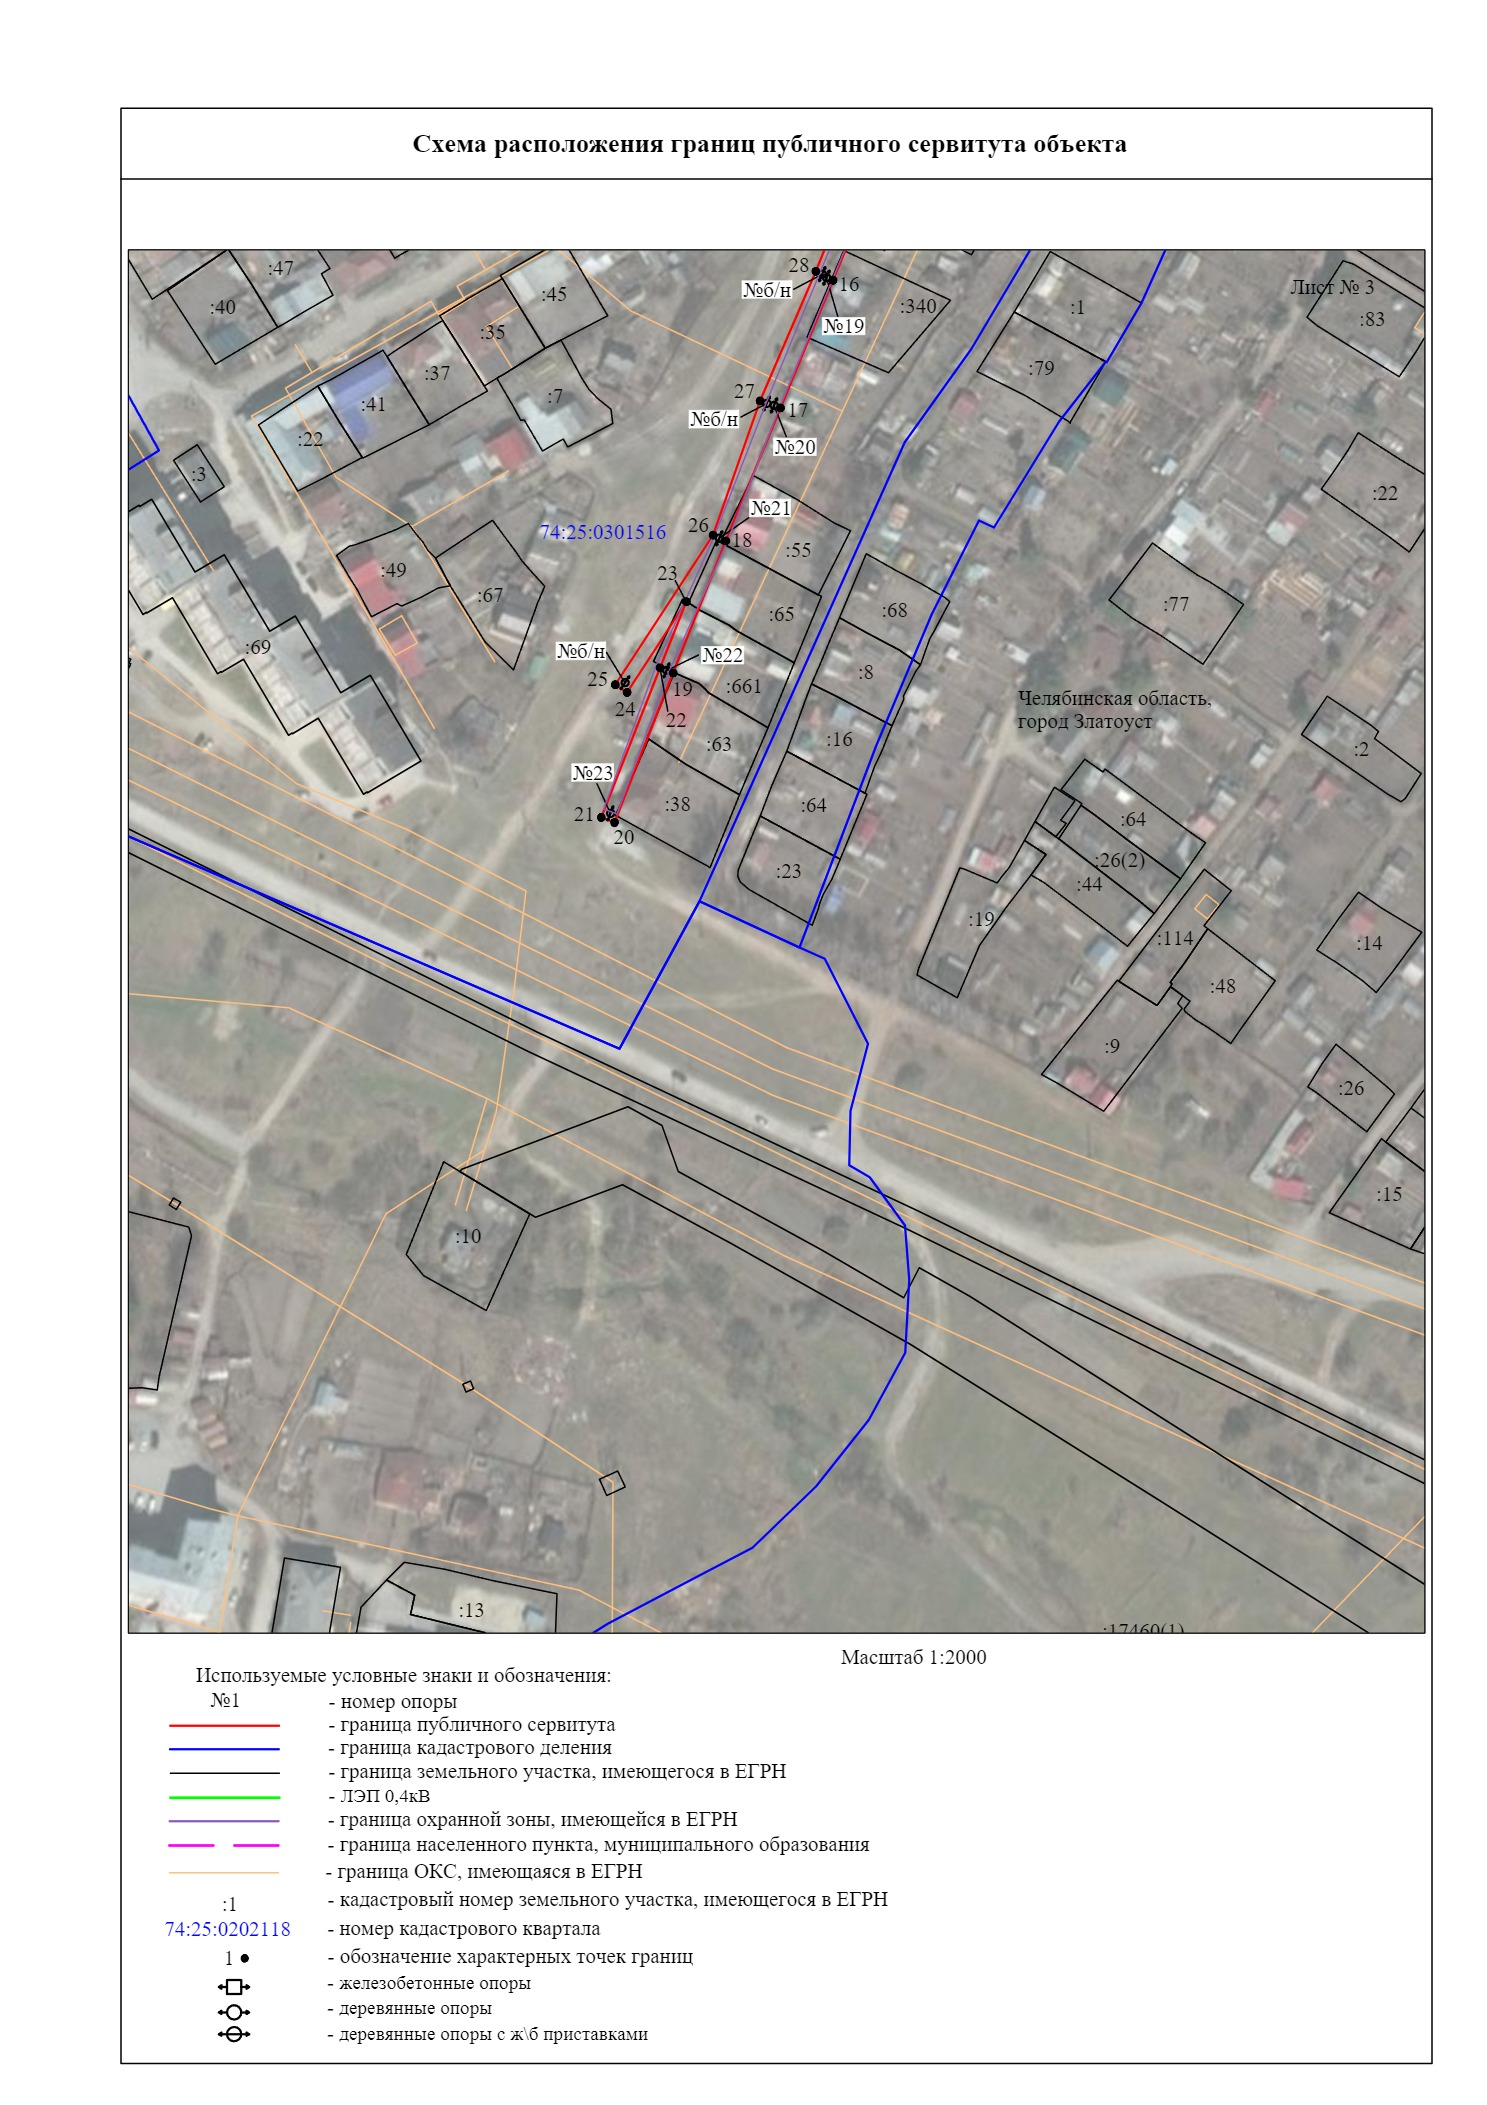 Схема расположения границ публичного сервитута объекта
:47
28
Лист № 3
:45
№б/н
16
:340
:1
:40
:83
№19
:35
:79
:37
27
:7
:41
17
№б/н
:22
№20
:3
:22
№21
26
74:25:0301516
18
:55
:49
23
:67
:77
:68
:65
:69
№б/н
№22
:8
25
19
:661
Челябинская область,
город Златоуст
24
22
:63
:16
:2
№23
:38
:64
21
20
:64
:26(2)
:23
:44
:19
:114
:14
:48
:9
:26
:15
:10
:13
:17460(1)
Масштаб 1:2000
Используемые условные знаки и обозначения:
№1 - номер опоры
- граница публичного сервитута
- граница кадастрового деления
- граница земельного участка, имеющегося в ЕГРН
- ЛЭП 0,4кВ
- граница охранной зоны, имеющейся в ЕГРН
- граница населенного пункта, муниципального образования
- граница ОКС, имеющаяся в ЕГРН
:1 - кадастровый номер земельного участка, имеющегося в ЕГРН
74:25:0202118 - номер кадастрового квартала
1 - обозначение характерных точек границ
- железобетонные опоры
- деревянные опоры
- деревянные опоры с ж\б приставками